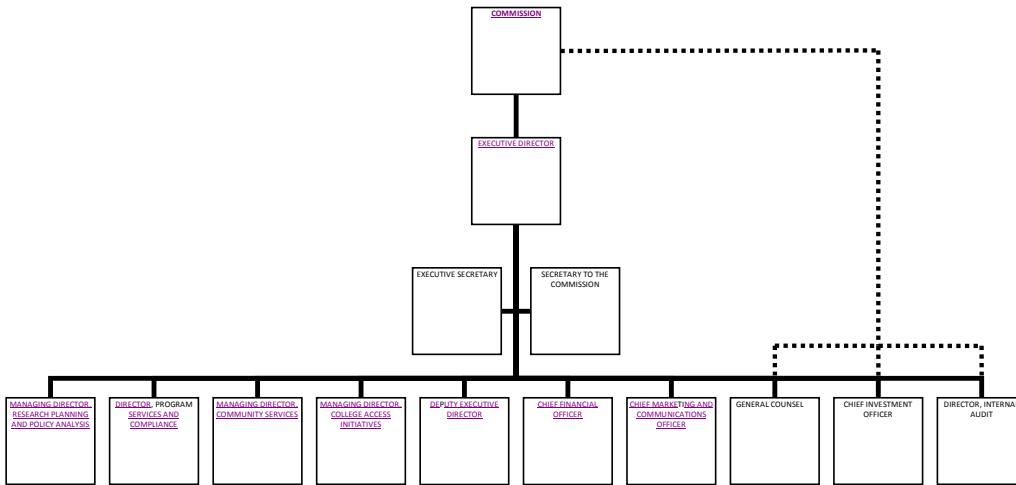 COMMISSION
EXECUTIVE DIRECTOR
EXECUTIVE SECRETARY
SECRETARY TO THE
COMMISSION
MANAGING DIRECTOR,
RESEARCH PLANNING
AND POLICY ANALYSIS
DIRECTOR, PROGRAM
SERVICES AND
COMPLIANCE
MANAGING DIRECTOR,
COMMUNITY SERVICES
MANAGING DIRECTOR,
COLLEGE ACCESS
INITIATIVES
DEPUTY EXECUTIVE
DIRECTOR
CHIEF FINANCIAL
OFFICER
CHIEF MARKETING AND
COMMUNICATIONS
OFFICER
GENERAL COUNSEL
CHIEF INVESTMENT
OFFICER
DIRECTOR, INTERNAL
AUDIT